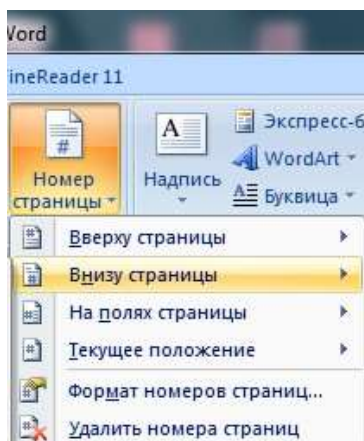 Word
ineReader 11
Номер
страницы
A
Надпись
Экспресс-б
WordArt
Буквица
Вверху страницы
Внизу страницы
На полях страницы
Текущее положение
Формат номеров страниц...
Удалить номера страниц